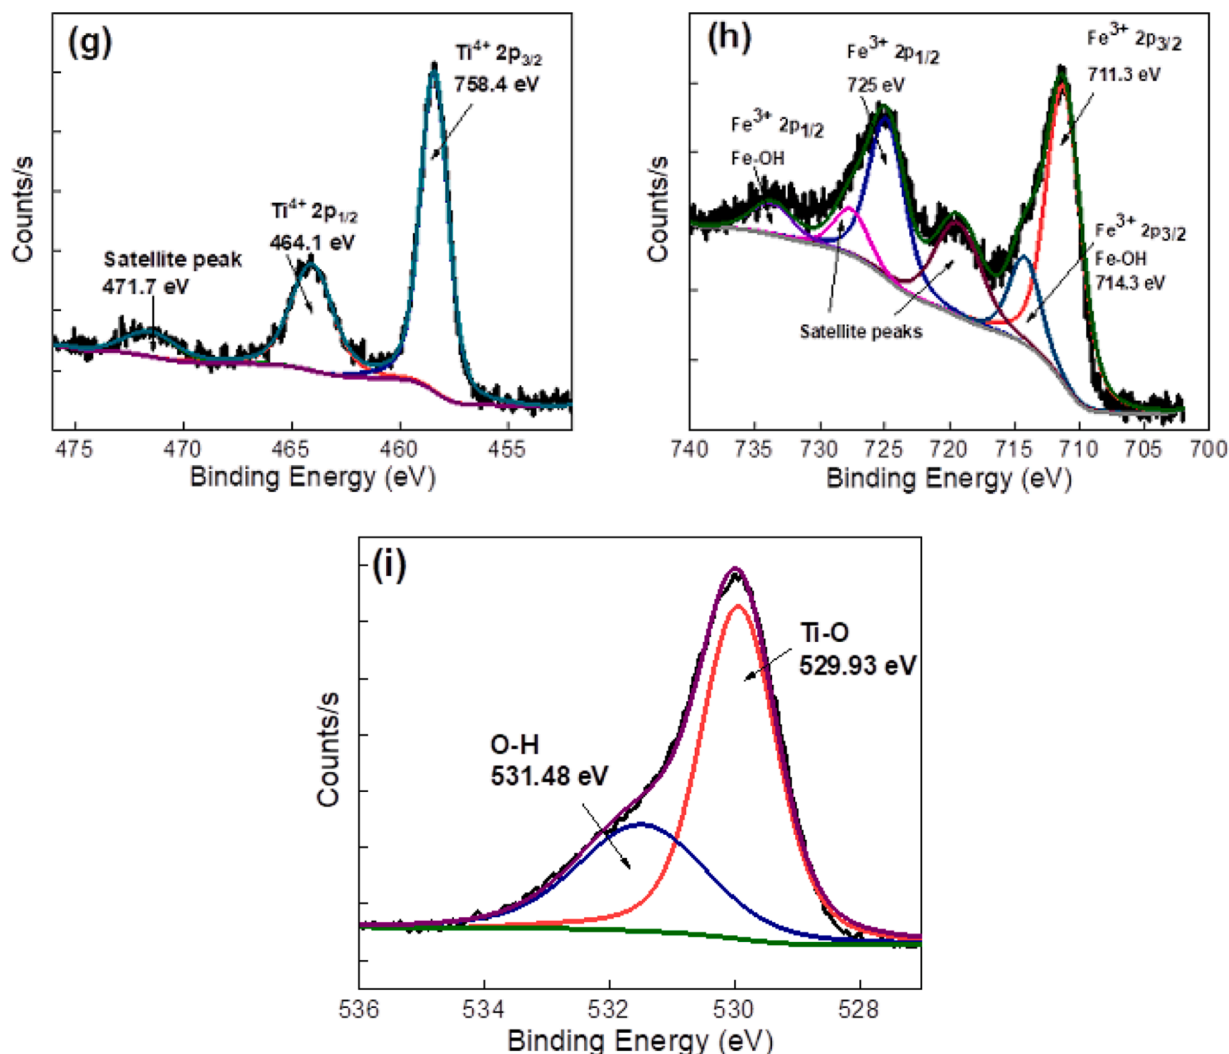 (g)
Ti⁴⁺ 2p₃/₂
758.4 eV
Ti⁴⁺ 2p₁/₂
464.1 eV
Satellite peak
471.7 eV
Counts/s
475 470 465 460 455
Binding Energy (eV)
(h)
Fe³⁺ 2p₁/₂
725 eV
Fe³⁺ 2p₃/₂
711.3 eV
Fe³⁺ 2p₁/₂
Fe-OH
Fe³⁺ 2p₃/₂
Fe-OH
714.3 eV
Satellite peaks
Counts/s
740 735 730 725 720 715 710 705 700
Binding Energy (eV)
(i)
Ti-O
529.93 eV
O-H
531.48 eV
Counts/s
536 534 532 530 528
Binding Energy (eV)